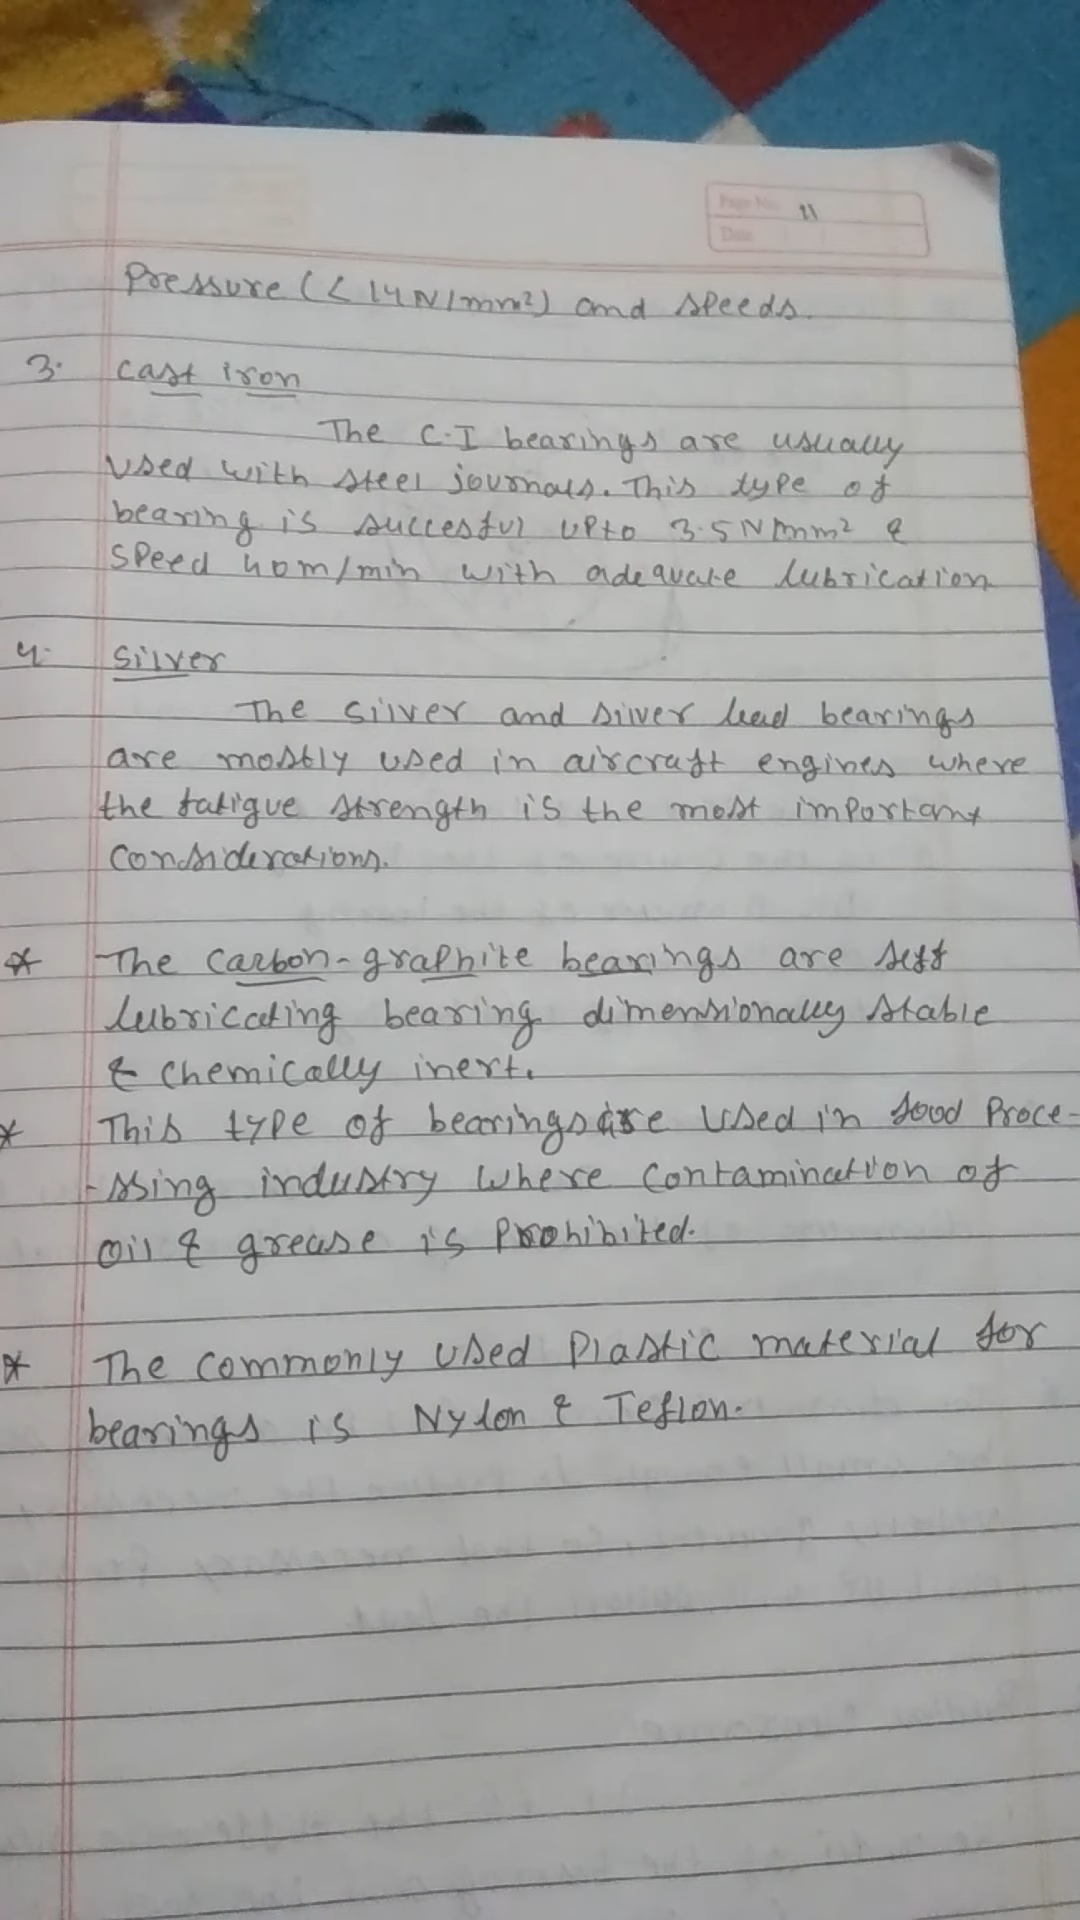 Page No. 11
Date
Pressure (< 14 N/mm²) and speeds.
3. Cast iron
The C.I bearings are usually
used with steel journals. This type of
bearing is succesful upto 3.5 N/mm² &
speed 40m/min with adequate lubrication
4. Silver
The silver and silver lead bearings
are mostly used in aircraft engines where
the fatigue strength is the most important
considerations.
* The carbon-graphite bearings are self
lubricating bearing dimensionally stable
& chemically inert.
* This type of bearings are used in food Proce-
-ssing industry where contamination of
oil & grease is Prohibited.
* The commonly used Plastic material for
bearings is Nylon & Teflon.